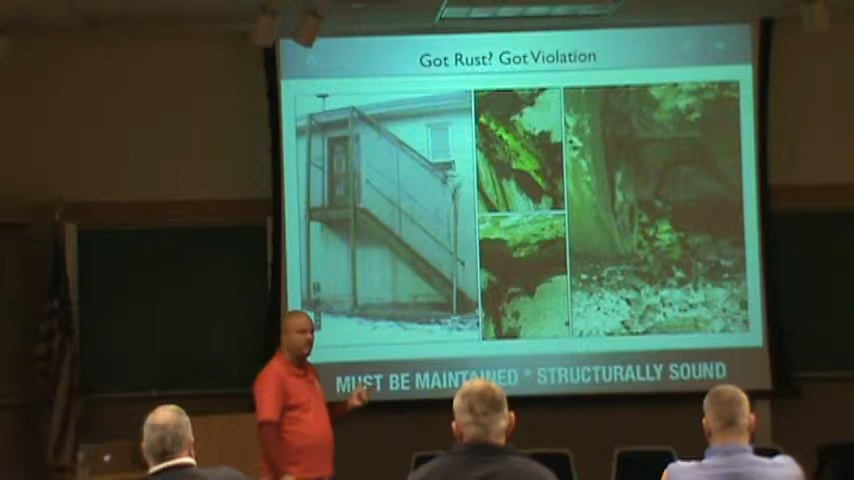 Got Rust? Got Violation
MUST BE MAINTAINED * STRUCTURALLY SOUND